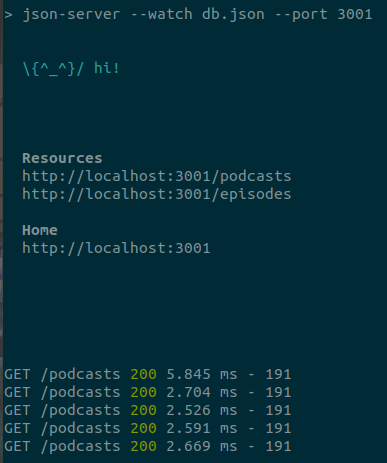 > json-server --watch db.json --port 3001
\{^_^}/ hi!
Resources
http://localhost:3001/podcasts
http://localhost:3001/episodes
Home
http://localhost:3001
GET /podcasts 200 5.845 ms - 191
GET /podcasts 200 2.704 ms - 191
GET /podcasts 200 2.526 ms - 191
GET /podcasts 200 2.591 ms - 191
GET /podcasts 200 2.669 ms - 191